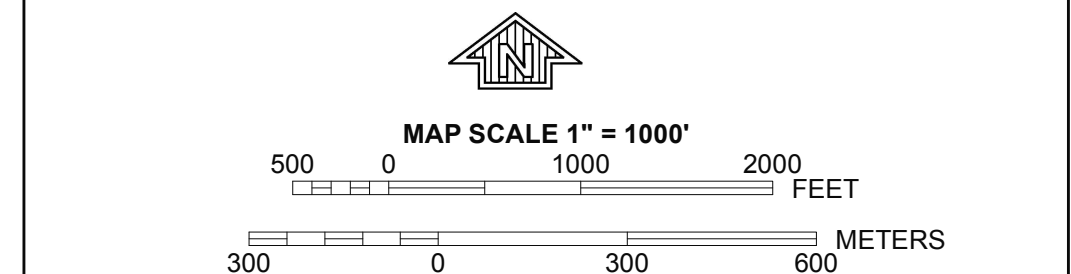 N
MAP SCALE 1" = 1000'
500 0 1000 2000
FEET
METERS
300 0 300 600